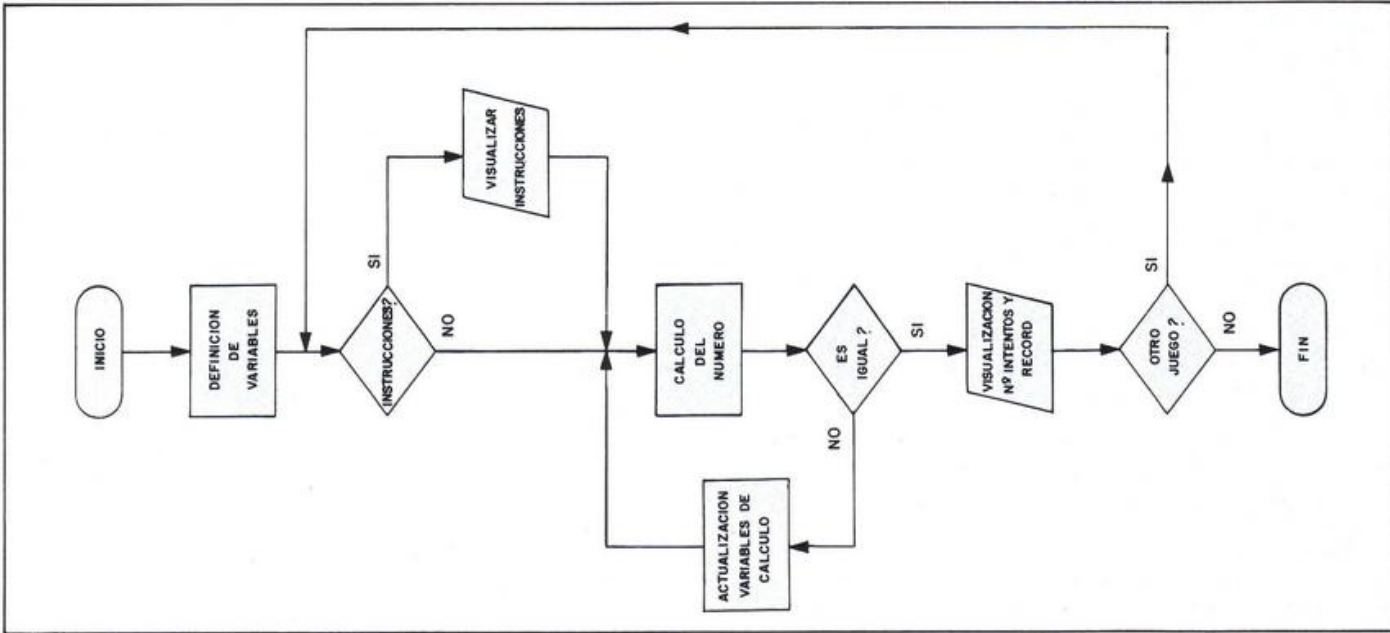 INICIO
DEFINICION
DE
VARIABLES
INSTRUCCIONES?
SI
NO
VISUALIZAR
INSTRUCCIONES
CALCULO
DEL
NUMERO
ES
IGUAL ?
NO
SI
ACTUALIZACION
VARIABLES DE
CALCULO
VISUALIZACION
Nº INTENTOS Y
RECORD
OTRO
JUEGO ?
SI
NO
FIN